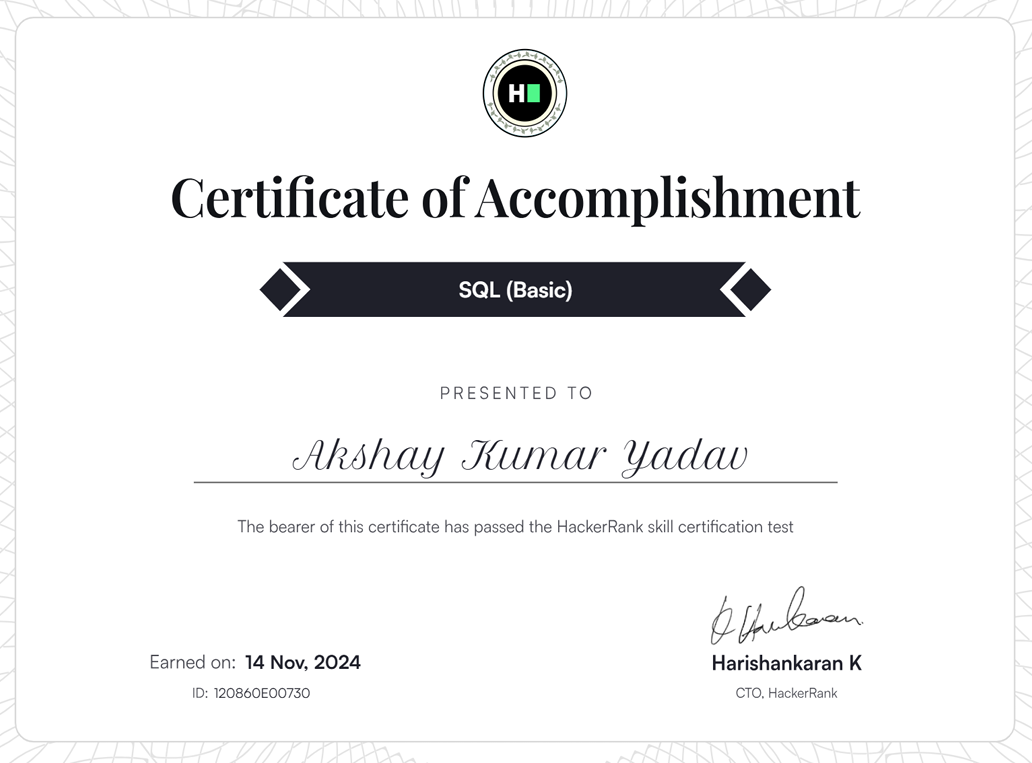 H
Certificate of Accomplishment
SQL (Basic)
PRESENTED TO
Akshay Kumar Yadav
The bearer of this certificate has passed the HackerRank skill certification test
Earned on: 14 Nov, 2024
ID: 120860E00730
Harishankaran K
CTO, HackerRank